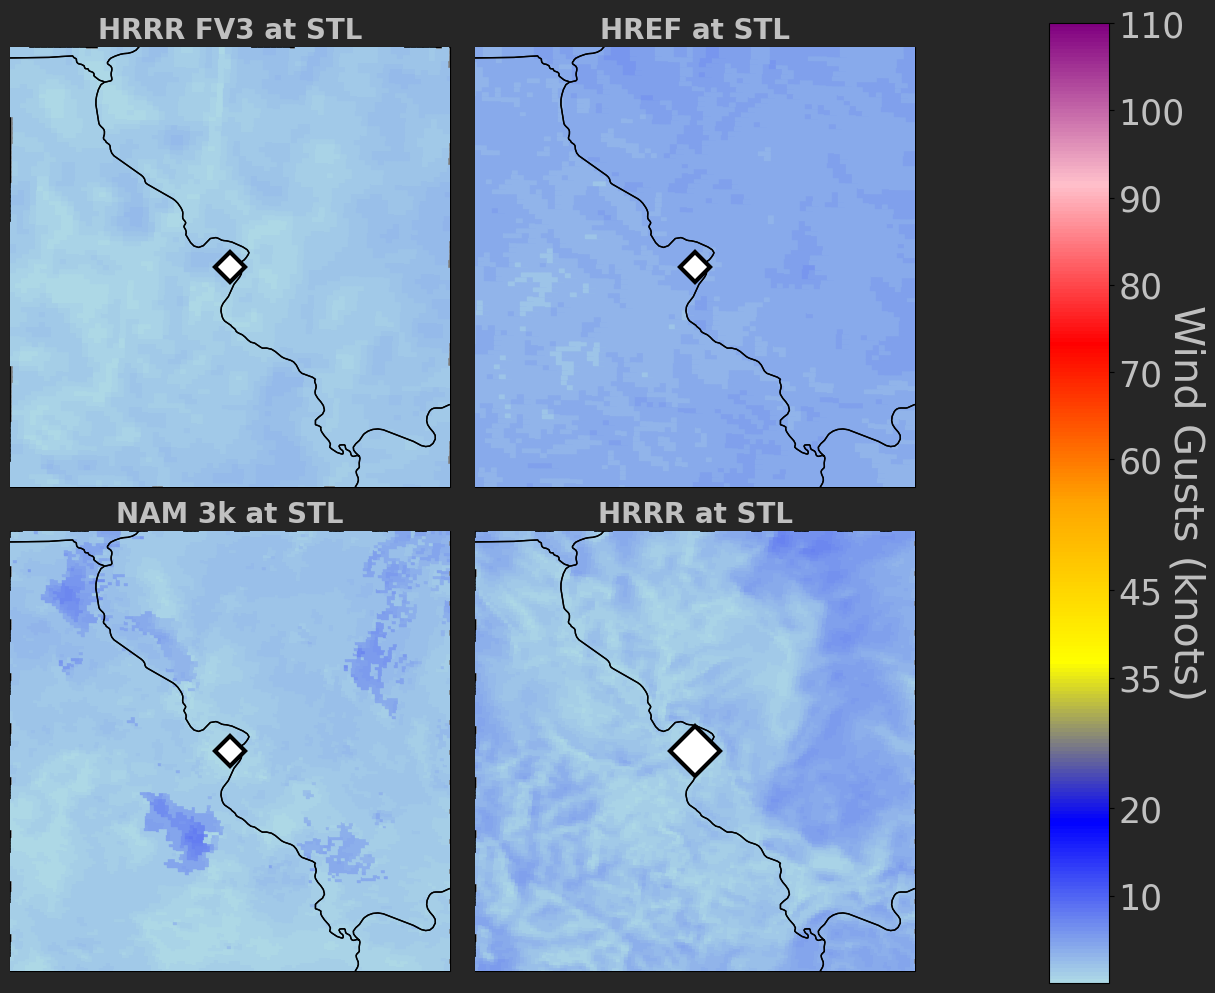 HRRR FV3 at STL
HREF at STL
NAM 3k at STL
HRRR at STL
110
100
90
80
70
60
45
35
20
10
Wind Gusts (knots)